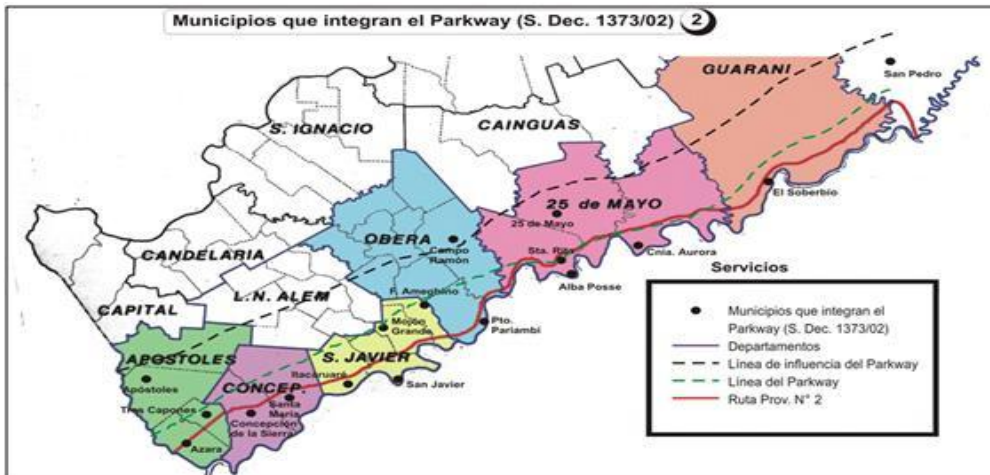 Municipios que integran el Parkway (S. Dec. 1373/02) 2
GUARANI
San Pedro
S. IGNACIO
CAINGUAS
El Soberbio
25 de MAYO
25 de Mayo
OBERA
Campo
Ramón
Sta. Rita
Cnia. Aurora
CANDELARIA
Alba Posse
L.N. ALEM
F. Ameghino
CAPITAL
Mojón
Grande
Pto.
Pariambi
APOSTOLES
S. JAVIER
Apóstoles
CONCEP.
Itacaruaré
San Javier
Tres Capones
Santa
María
Concepción
de la Sierra
Azara
Servicios
Municipios que integran el
Parkway (S. Dec. 1373/02)
Departamentos
Línea de influencia del Parkway
Línea del Parkway
Ruta Prov. N° 2